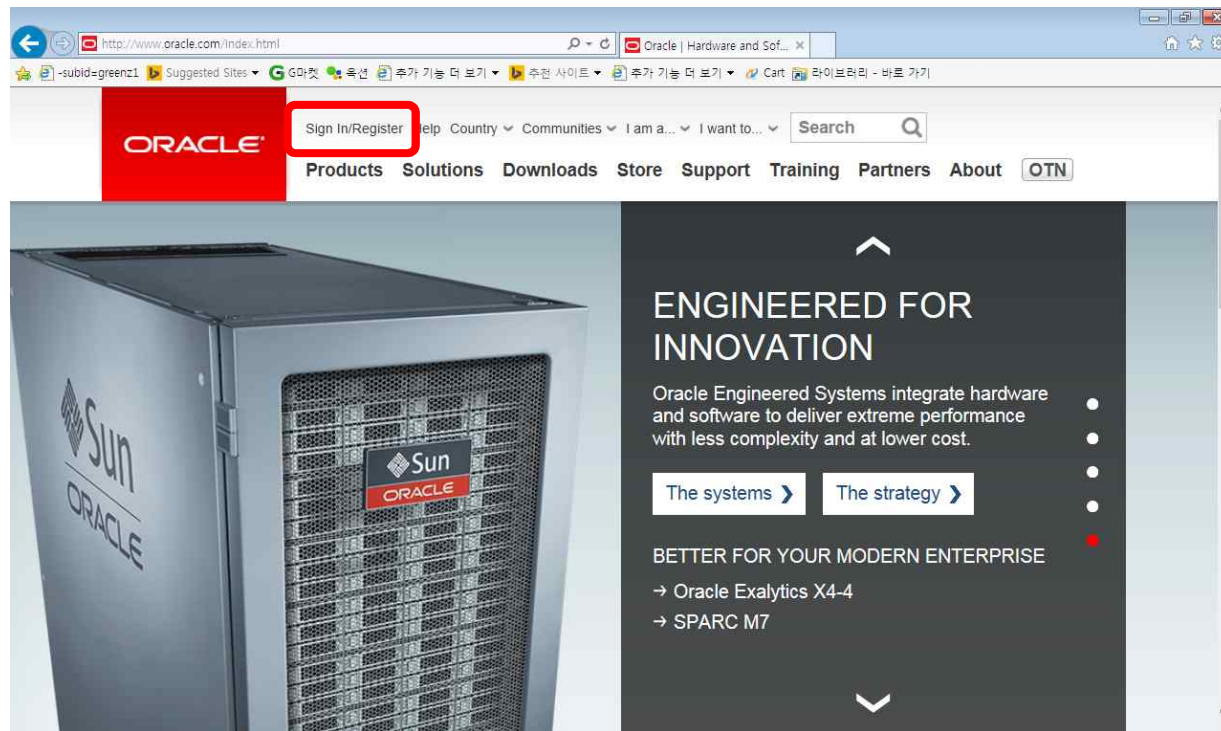 http://www.oracle.com/index.html
Oracle | Hardware and Sof...
-subid=greenz1 Suggested Sites G마켓 옥션 추가 기능 더 보기 추천 사이트 추가 기능 더 보기 Cart 라이브러리 - 바로 가기
ORACLE
Sign In/Register Help Country Communities I am a... I want to... Search
Products Solutions Downloads Store Support Training Partners About OTN
ENGINEERED FOR
INNOVATION
Oracle Engineered Systems integrate hardware
and software to deliver extreme performance
with less complexity and at lower cost.
The systems ❯ The strategy ❯
BETTER FOR YOUR MODERN ENTERPRISE
→ Oracle Exalytics X4-4
→ SPARC M7
Sun
ORACLE
Sun
ORACLE